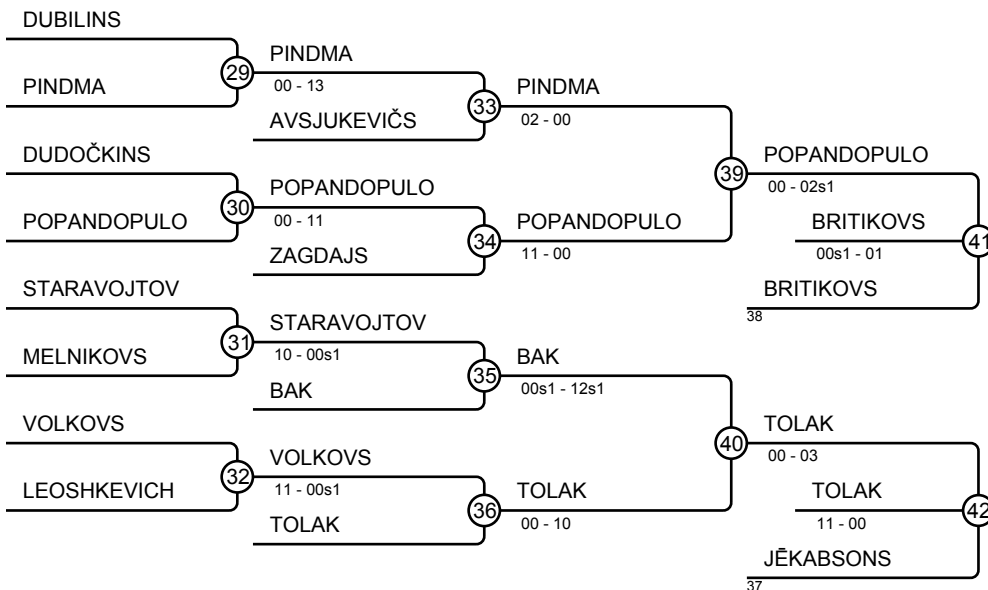 DUBILINS
PINDMA
29
PINDMA
00 - 13
AVSJUKEVIČS
33
PINDMA
02 - 00
DUDOČKINS
POPANDOPULO
30
POPANDOPULO
00 - 11
ZAGDAJS
34
POPANDOPULO
11 - 00
39
POPANDOPULO
00 - 02s1
BRITIKOVS
00s1 - 01
41
BRITIKOVS
38
STARAVOJTOV
MELNIKOVS
31
STARAVOJTOV
10 - 00s1
BAK
35
BAK
00s1 - 12s1
VOLKOVS
LEOSHKEVICH
32
VOLKOVS
11 - 00s1
TOLAK
36
TOLAK
00 - 10
40
TOLAK
00 - 03
TOLAK
11 - 00
42
JĒKABSONS
37